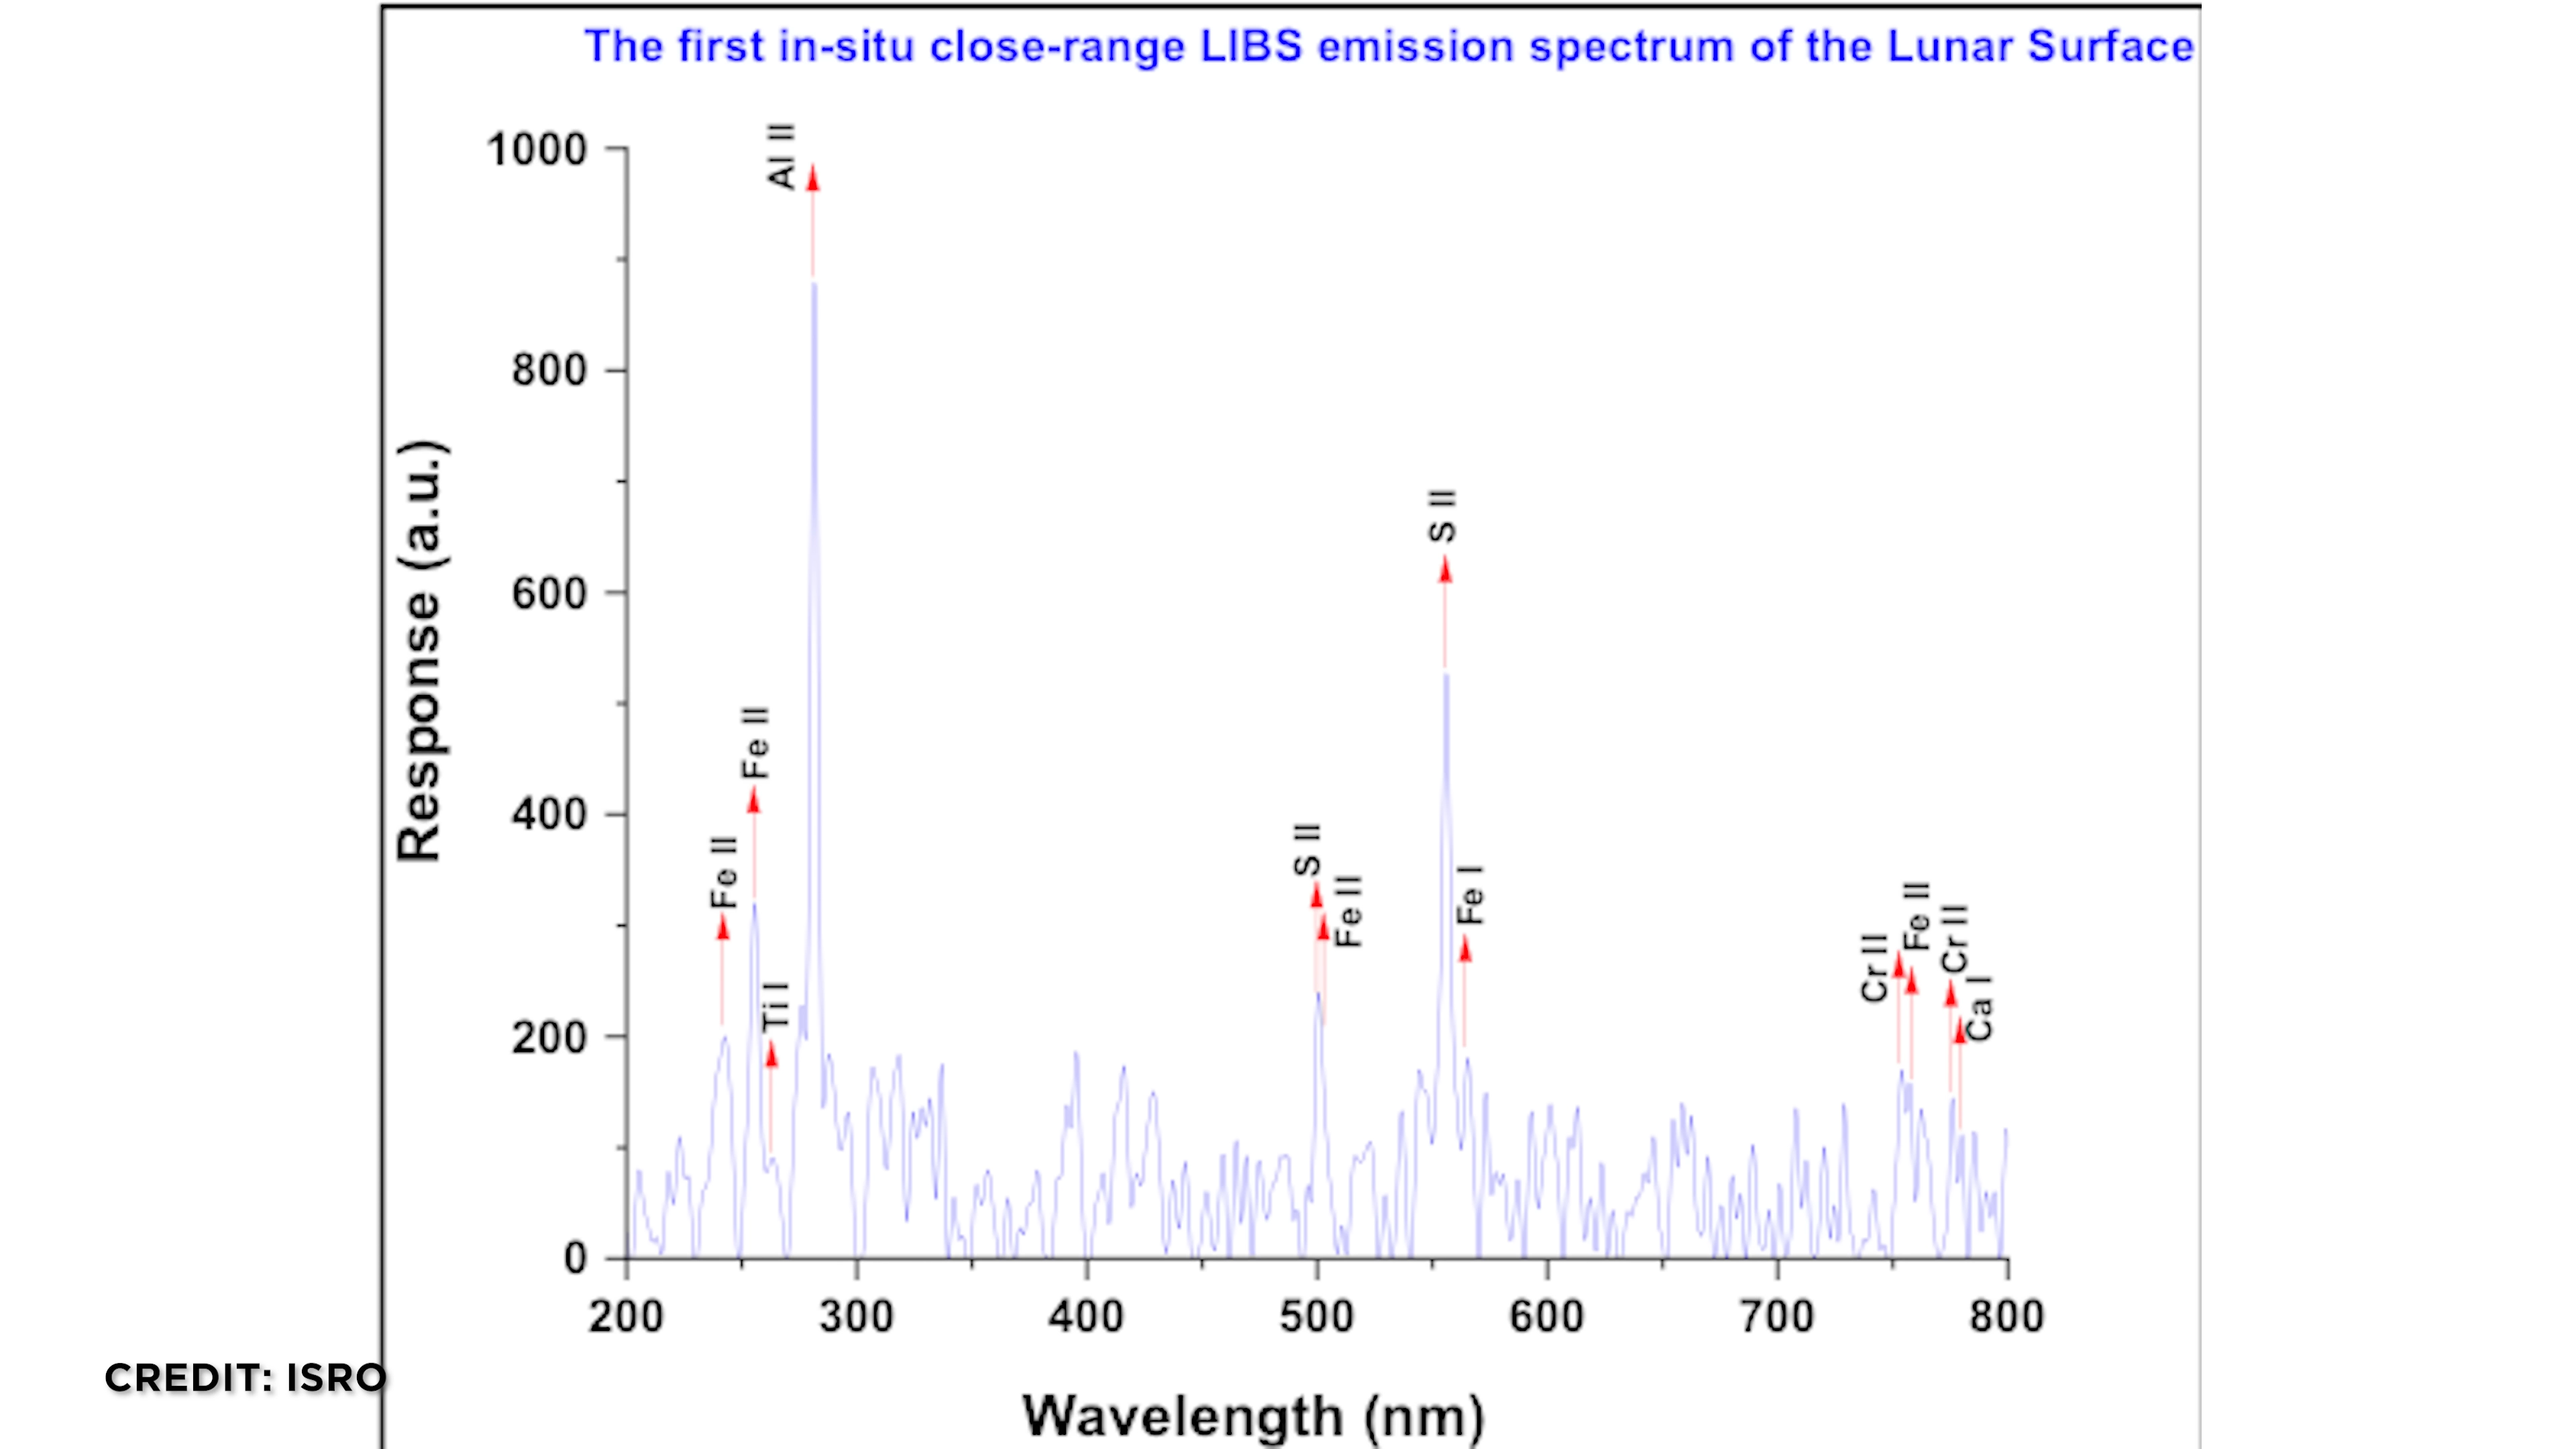 The first in-situ close-range LIBS emission spectrum of the Lunar Surface
Response (a.u.)
1000
800
600
400
200
0
Al II
Fe II
Fe II
Ti I
S II
Fe II
S II
Fe I
Cr II
Fe II
Cr II
Ca I
200 300 400 500 600 700 800
Wavelength (nm)
CREDIT: ISRO